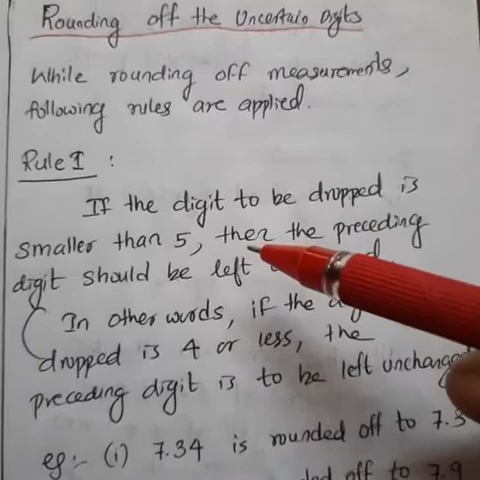 Rounding off the Uncertain Digits
While rounding off measurements,
following rules are applied.
Rule I :
If the digit to be dropped is
smaller than 5, then the preceding
digit should be left
In other words, if the
dropped is 4 or less, the
preceding digit is to be left unchang
eg:- (i) 7.34 is rounded off to 7.3
ded off to 7.9